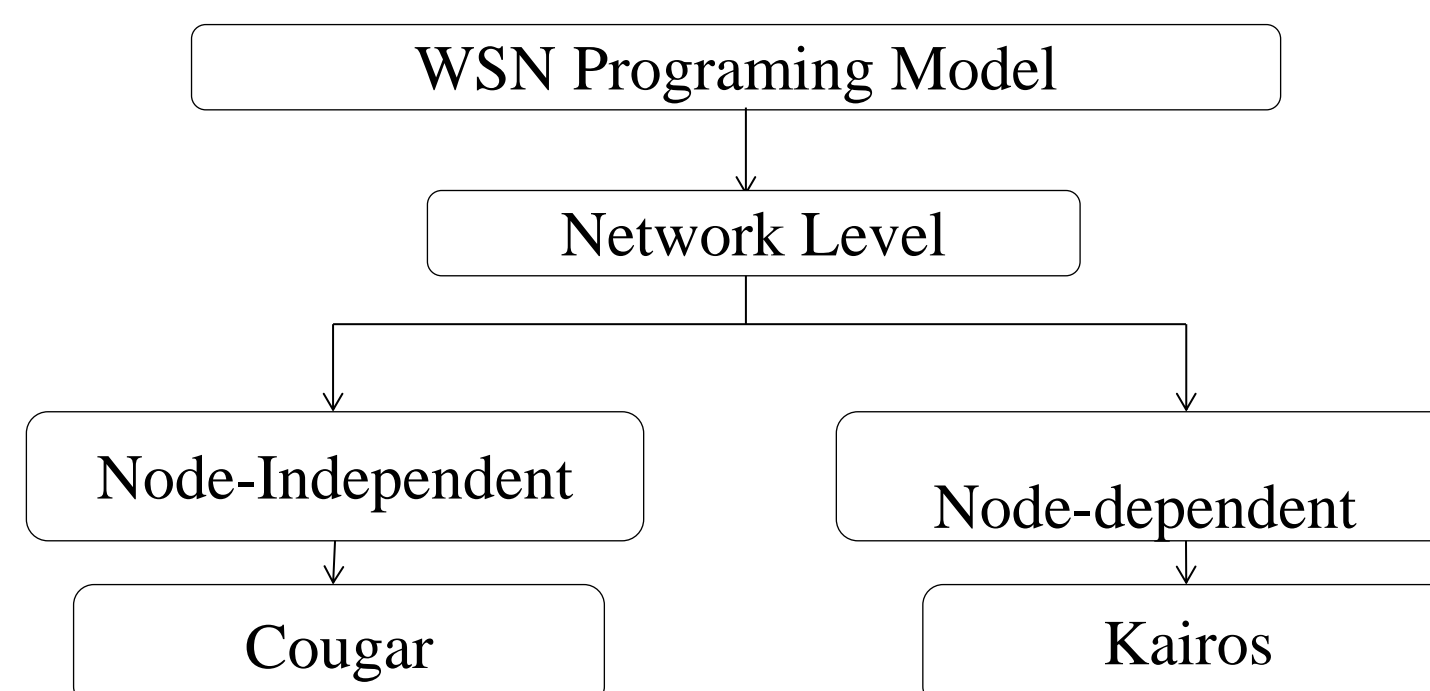 WSN Programing Model
Network Level
Node-Independent
Node-dependent
Cougar
Kairos